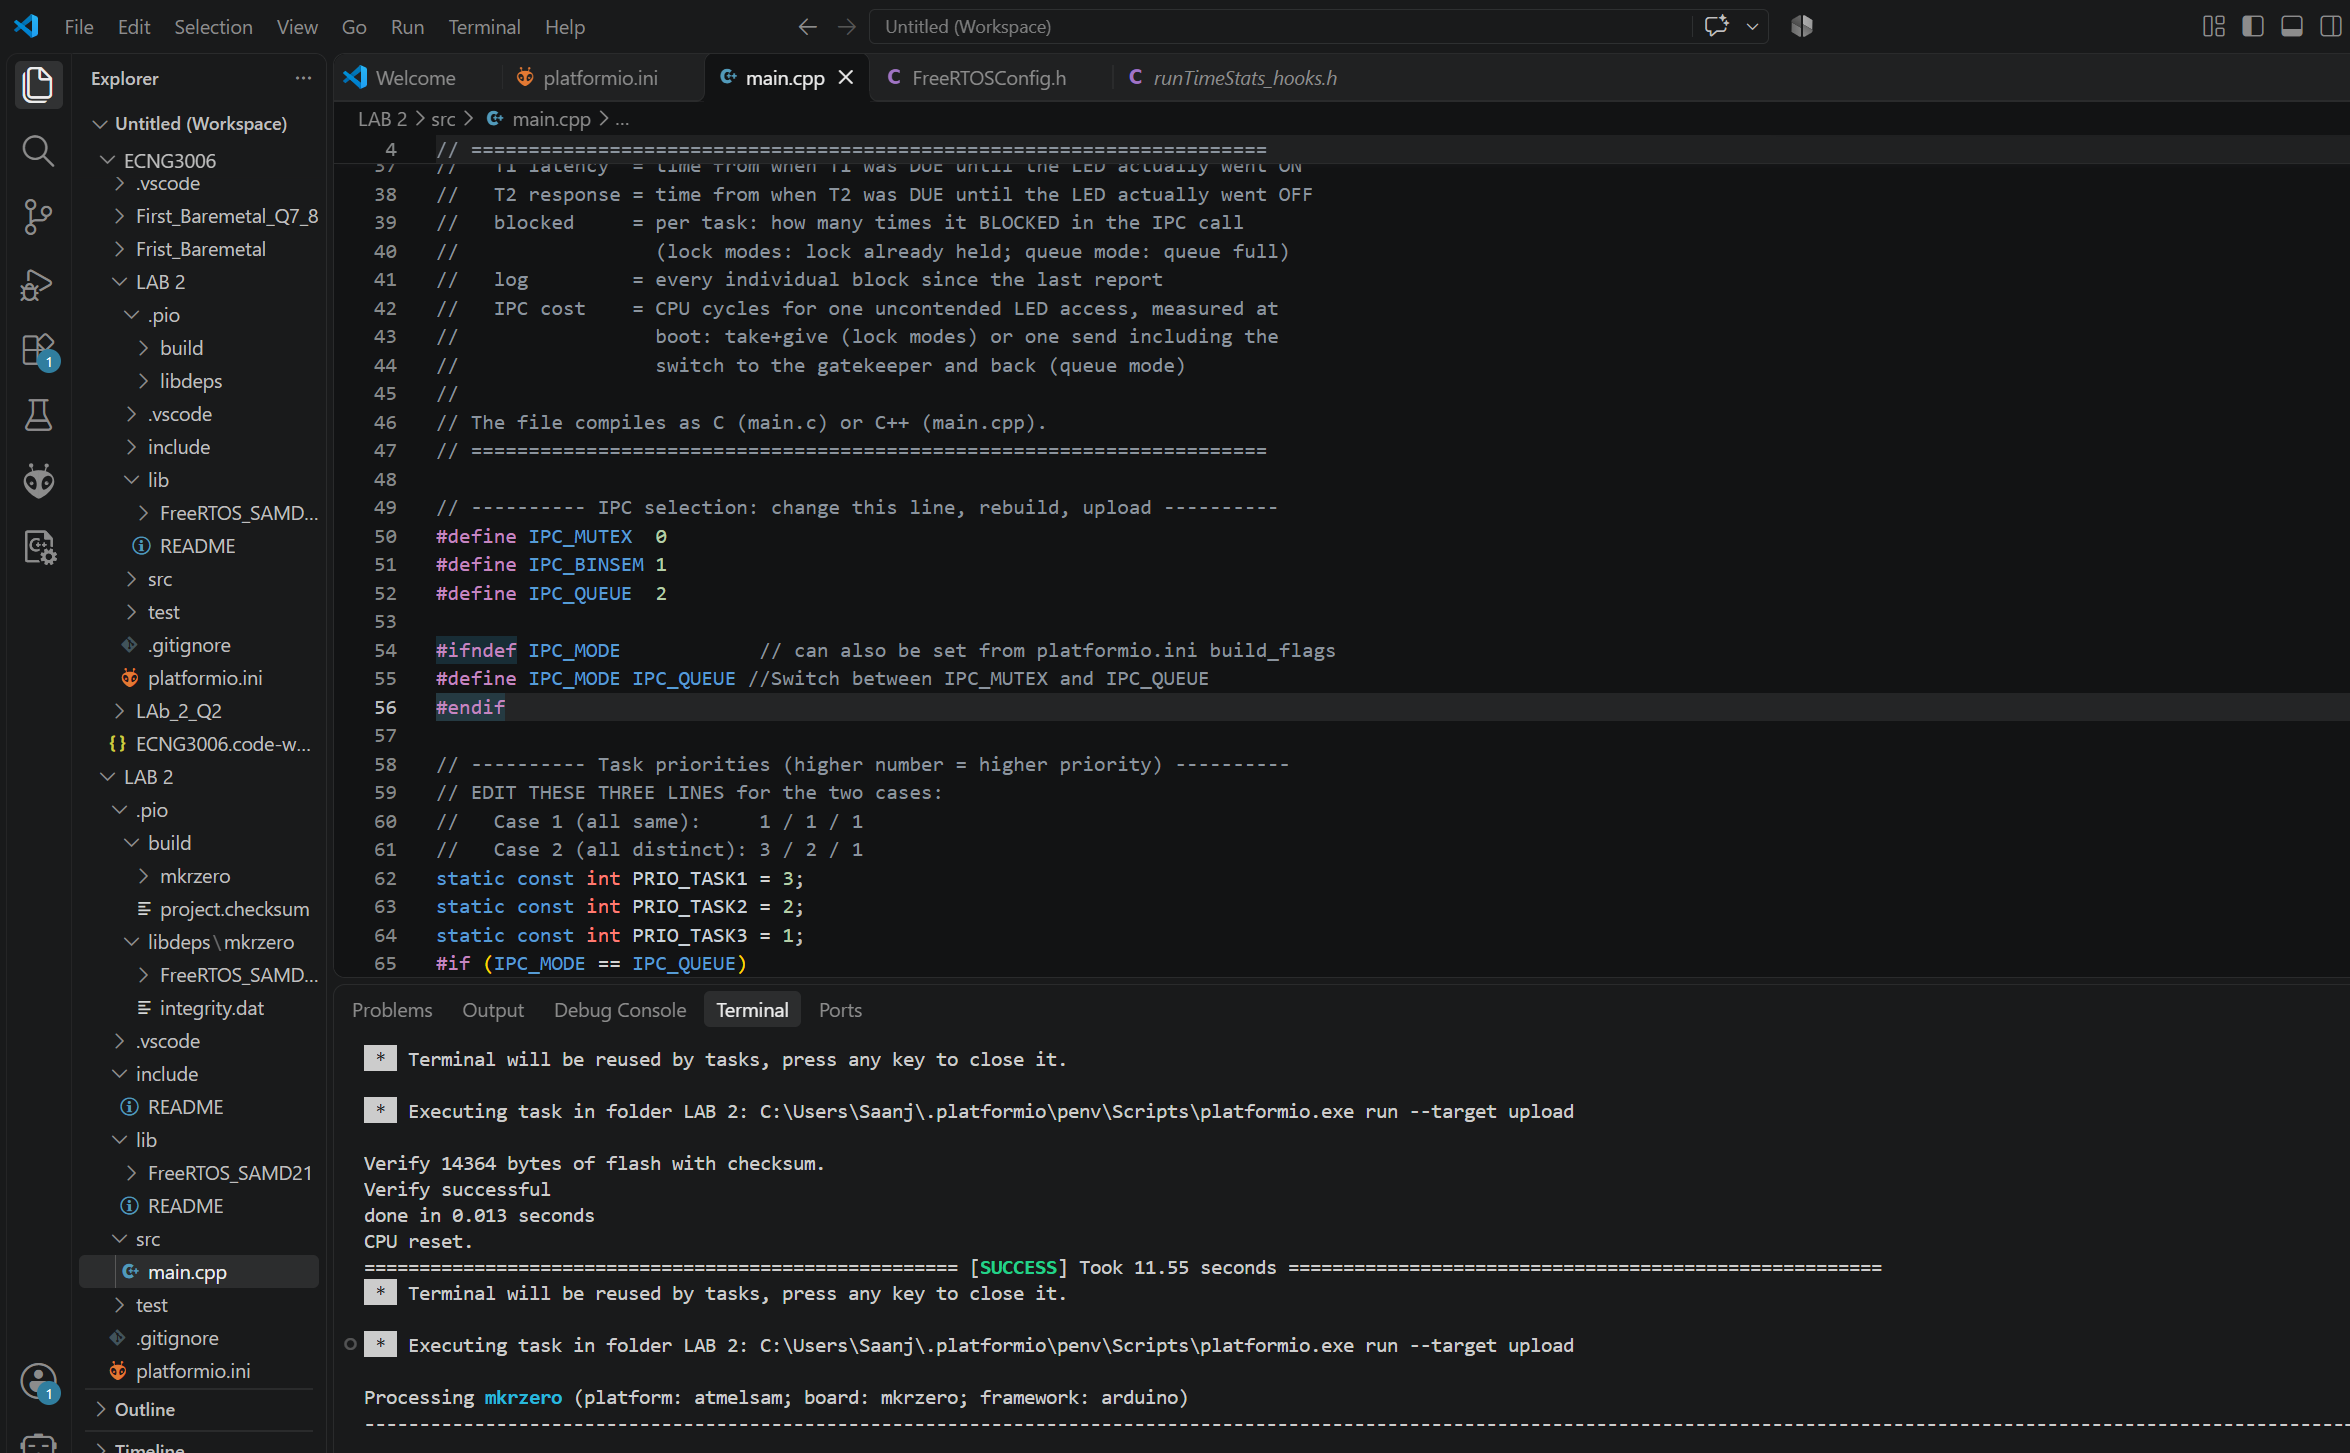 File Edit Selection View Go Run Terminal Help
Untitled (Workspace)
Explorer
Untitled (Workspace)
ECNG3006
.vscode
First_Baremetal_Q7_8
Frist_Baremetal
LAB 2
.pio
build
libdeps
.vscode
include
lib
FreeRTOS_SAMD...
README
src
test
.gitignore
platformio.ini
LAb_2_Q2
{} ECNG3006.code-w...
LAB 2
.pio
build
mkrzero
project.checksum
libdeps\mkrzero
FreeRTOS_SAMD...
integrity.dat
.vscode
include
README
lib
FreeRTOS_SAMD21
README
src
main.cpp
test
.gitignore
platformio.ini
Outline
Timeline
1
1
Welcome platformio.ini main.cpp C FreeRTOSConfig.h C runTimeStats_hooks.h
LAB 2 > src > main.cpp > ...
4 // =====================================================================
37 // T1 latency = time from when T1 was DUE until the LED actually went ON
38 // T2 response = time from when T2 was DUE until the LED actually went OFF
39 // blocked = per task: how many times it BLOCKED in the IPC call
40 // (lock modes: lock already held; queue mode: queue full)
41 // log = every individual block since the last report
42 // IPC cost = CPU cycles for one uncontended LED access, measured at
43 // boot: take+give (lock modes) or one send including the
44 // switch to the gatekeeper and back (queue mode)
45 //
46 // The file compiles as C (main.c) or C++ (main.cpp).
47 // =====================================================================
48
49 // ---------- IPC selection: change this line, rebuild, upload ----------
50 #define IPC_MUTEX 0
51 #define IPC_BINSEM 1
52 #define IPC_QUEUE 2
53
54 #ifndef IPC_MODE // can also be set from platformio.ini build_flags
55 #define IPC_MODE IPC_QUEUE //Switch between IPC_MUTEX and IPC_QUEUE
56 #endif
57
58 // ---------- Task priorities (higher number = higher priority) ----------
59 // EDIT THESE THREE LINES for the two cases:
60 // Case 1 (all same): 1 / 1 / 1
61 // Case 2 (all distinct): 3 / 2 / 1
62 static const int PRIO_TASK1 = 3;
63 static const int PRIO_TASK2 = 2;
64 static const int PRIO_TASK3 = 1;
65 #if (IPC_MODE == IPC_QUEUE)
Problems Output Debug Console Terminal Ports
* Terminal will be reused by tasks, press any key to close it.
* Executing task in folder LAB 2: C:\Users\Saanj\.platformio\penv\Scripts\platformio.exe run --target upload
Verify 14364 bytes of flash with checksum.
Verify successful
done in 0.013 seconds
CPU reset.
====================================================== [SUCCESS] Took 11.55 seconds ======================================================
* Terminal will be reused by tasks, press any key to close it.
* Executing task in folder LAB 2: C:\Users\Saanj\.platformio\penv\Scripts\platformio.exe run --target upload
Processing mkrzero (platform: atmelsam; board: mkrzero; framework: arduino)